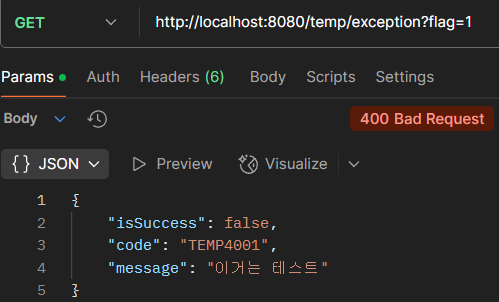 GET http://localhost:8080/temp/exception?flag=1
Params Auth Headers (6) Body Scripts Settings
Body 400 Bad Request
{} JSON Preview Visualize
1 {
2 "isSuccess": false,
3 "code": "TEMP4001",
4 "message": "이거는 테스트"
5 }